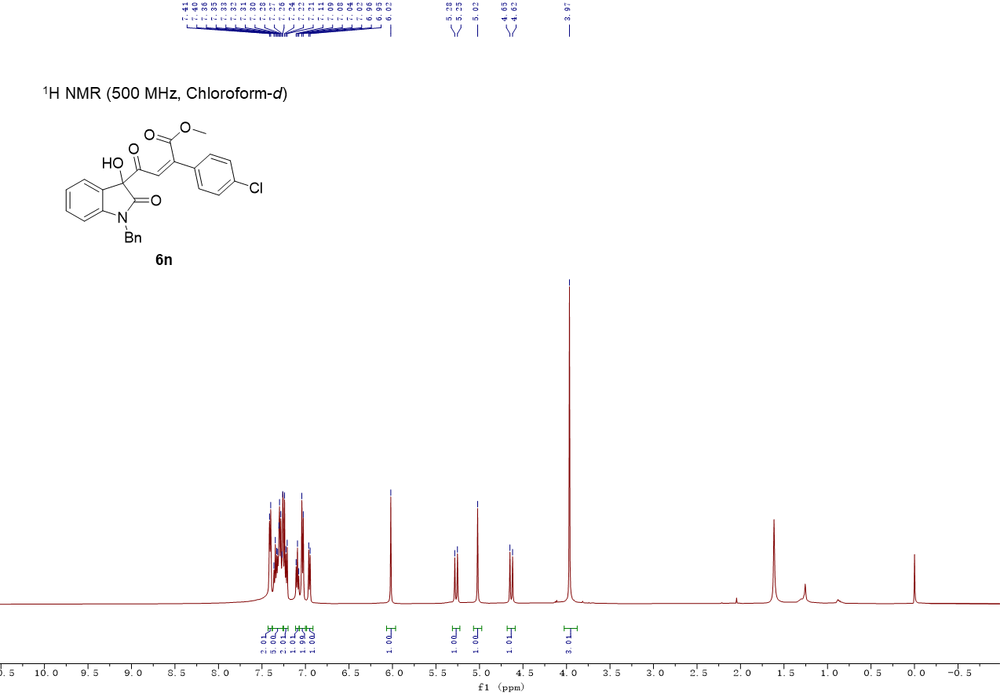 7.41 7.40 7.36 7.35 7.33 7.32 7.31 7.30 7.28 7.27 7.26 7.24 7.22 7.21 7.11 7.09 7.08 7.04 7.02 6.96 6.95 6.02 5.28 5.25 5.02 4.65 4.62 3.97
¹H NMR (500 MHz, Chloroform-d)
O
O
O
HO
Cl
O
N
Bn
6n
2.01 5.00 2.01 1.01 1.99 1.00 1.00 1.00 1.00 1.01 3.01
0.5 10.0 9.5 9.0 8.5 8.0 7.5 7.0 6.5 6.0 5.5 5.0 4.5 4.0 3.5 3.0 2.5 2.0 1.5 1.0 0.5 0.0 -0.5
f1 (ppm)